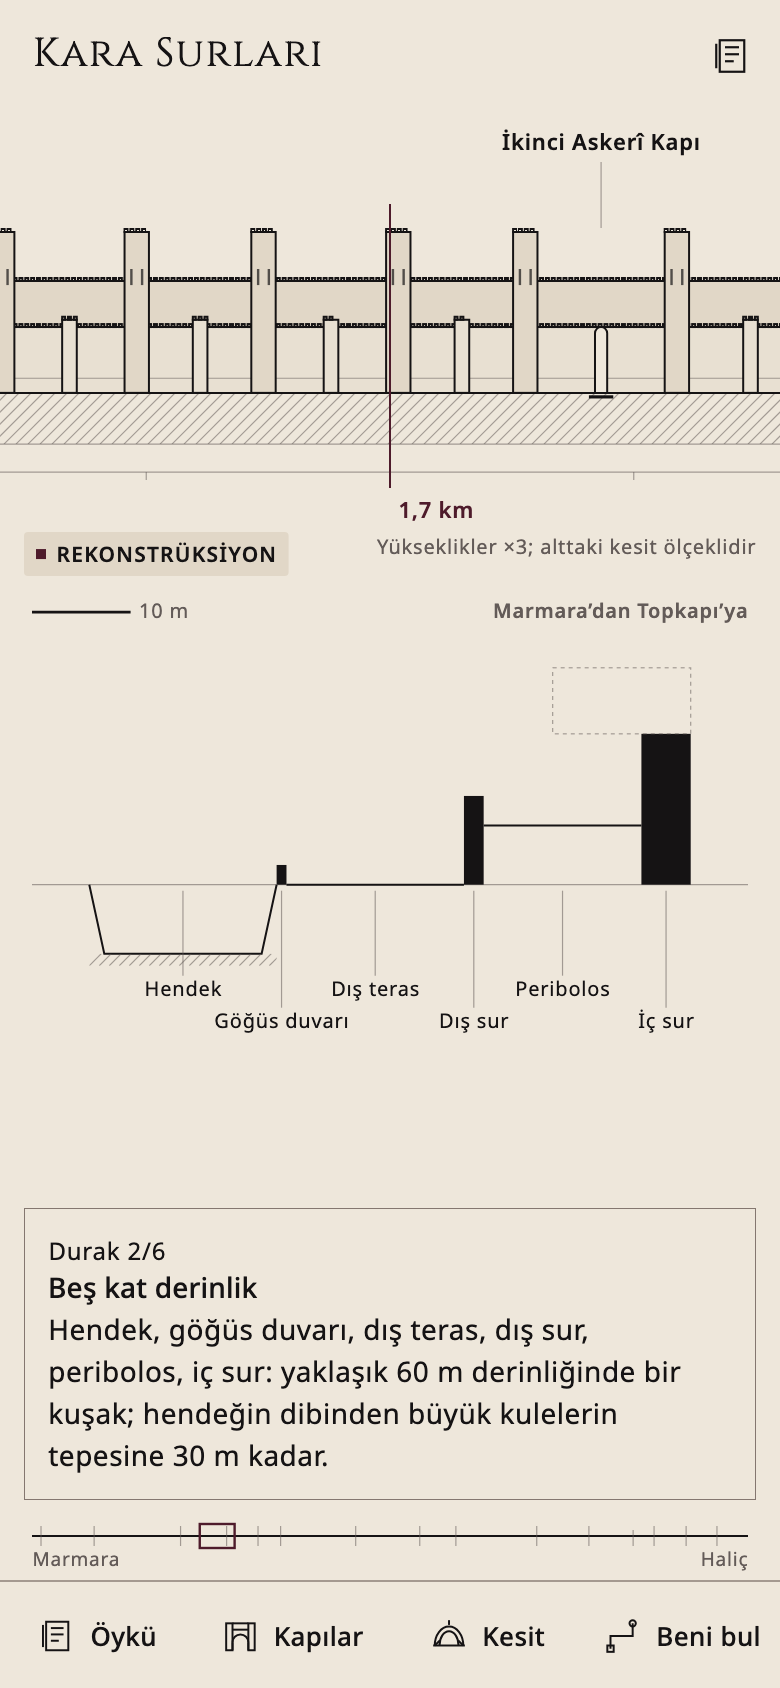 Kara Surları
İkinci Askerî Kapı
1,7 km
REKONSTRÜKSİYON
Yükseklikler ×3; alttaki kesit ölçeklidir
10 m
Marmara’dan Topkapı’ya
Hendek
Dış teras
Peribolos
Göğüs duvarı
Dış sur
İç sur
Durak 2/6
Beş kat derinlik
Hendek, göğüs duvarı, dış teras, dış sur,
peribolos, iç sur: yaklaşık 60 m derinliğinde bir
kuşak; hendeğin dibinden büyük kulelerin
tepesine 30 m kadar.
Marmara
Haliç
Öykü
Kapılar
Kesit
Beni bul